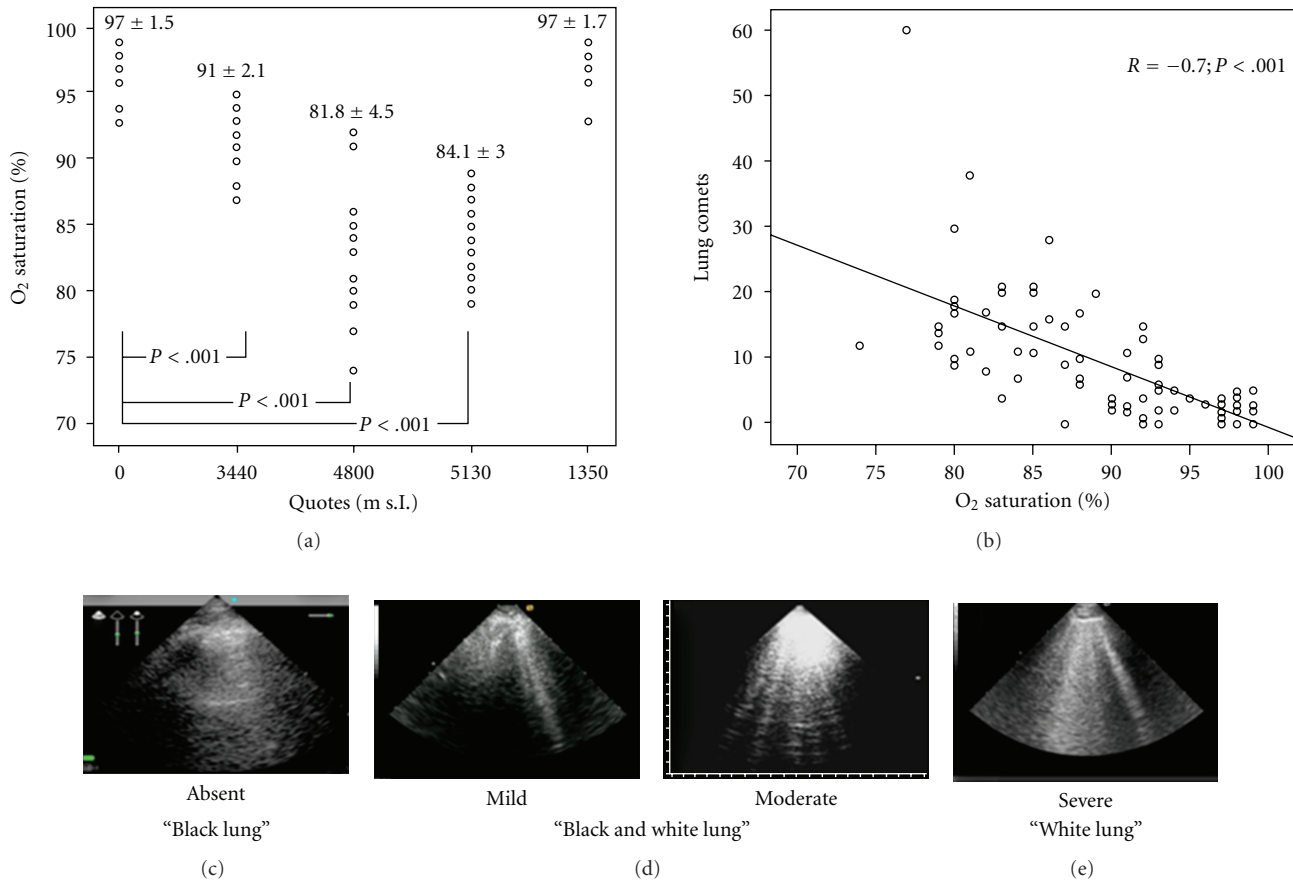 97 ± 1.5
91 ± 2.1
81.8 ± 4.5
84.1 ± 3
97 ± 1.7
100
95
90
85
80
75
70
O2 saturation (%)
P < .001
P < .001
P < .001
0 3440 4800 5130 1350
Quotes (m s.I.)
(a)
R = −0.7; P < .001
60
50
40
30
20
10
0
Lung comets
70 75 80 85 90 95 100
O2 saturation (%)
(b)
Absent
“Black lung”
(c)
Mild Moderate
“Black and white lung”
(d)
Severe
“White lung”
(e)